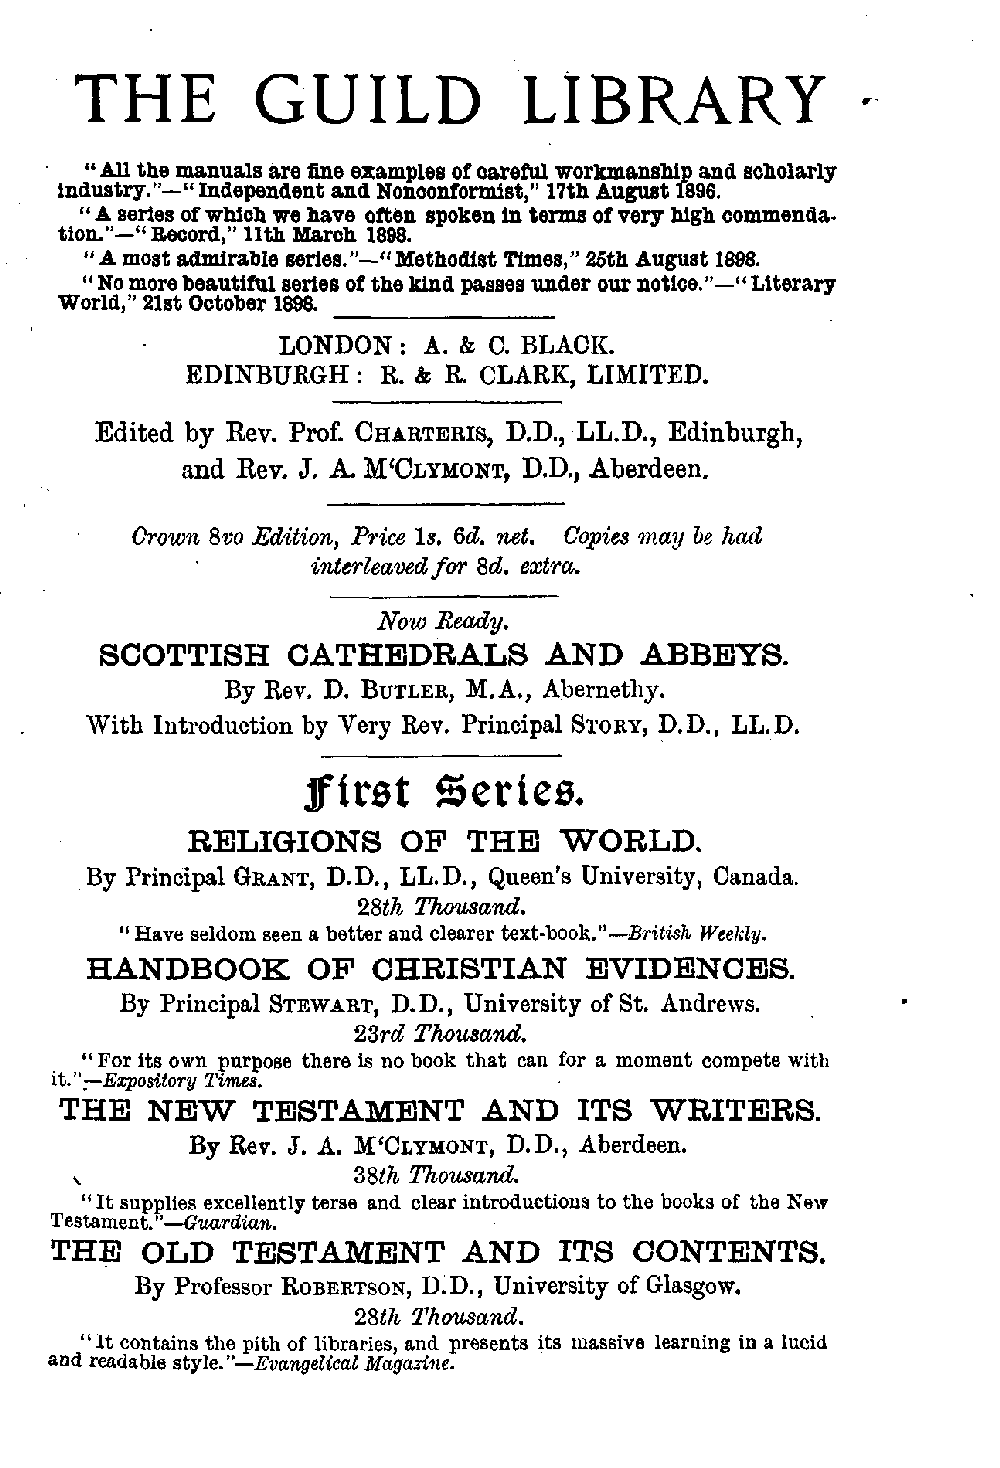 THE GUILD LIBRARY
"All the manuals are fine examples of careful workmanship and scholarly
industry."—"Independent and Nonconformist," 17th August 1896.
"A series of which we have often spoken in terms of very high commenda-
tion."—"Record," 11th March 1898.
"A most admirable series."—"Methodist Times," 25th August 1898.
"No more beautiful series of the kind passes under our notice."—"Literary
World," 21st October 1898.
LONDON: A. & C. BLACK.
EDINBURGH: R. & R. CLARK, LIMITED.
Edited by Rev. Prof. CHARTERIS, D.D., LL.D., Edinburgh,
and Rev. J. A. M‘CLYMONT, D.D., Aberdeen.
Crown 8vo Edition, Price 1s. 6d. net. Copies may be had
interleaved for 8d. extra.
Now Ready.
SCOTTISH CATHEDRALS AND ABBEYS.
By Rev. D. BUTLER, M.A., Abernethy.
With Introduction by Very Rev. Principal STORY, D.D., LL.D.
First Series.
RELIGIONS OF THE WORLD.
By Principal GRANT, D.D., LL.D., Queen's University, Canada.
28th Thousand.
"Have seldom seen a better and clearer text-book."—British Weekly.
HANDBOOK OF CHRISTIAN EVIDENCES.
By Principal STEWART, D.D., University of St. Andrews.
23rd Thousand.
"For its own purpose there is no book that can for a moment compete with
it."—Expository Times.
THE NEW TESTAMENT AND ITS WRITERS.
By Rev. J. A. M‘CLYMONT, D.D., Aberdeen.
38th Thousand.
"It supplies excellently terse and clear introductions to the books of the New
Testament."—Guardian.
THE OLD TESTAMENT AND ITS CONTENTS.
By Professor ROBERTSON, D.D., University of Glasgow.
28th Thousand.
"It contains the pith of libraries, and presents its massive learning in a lucid
and readable style."—Evangelical Magazine.